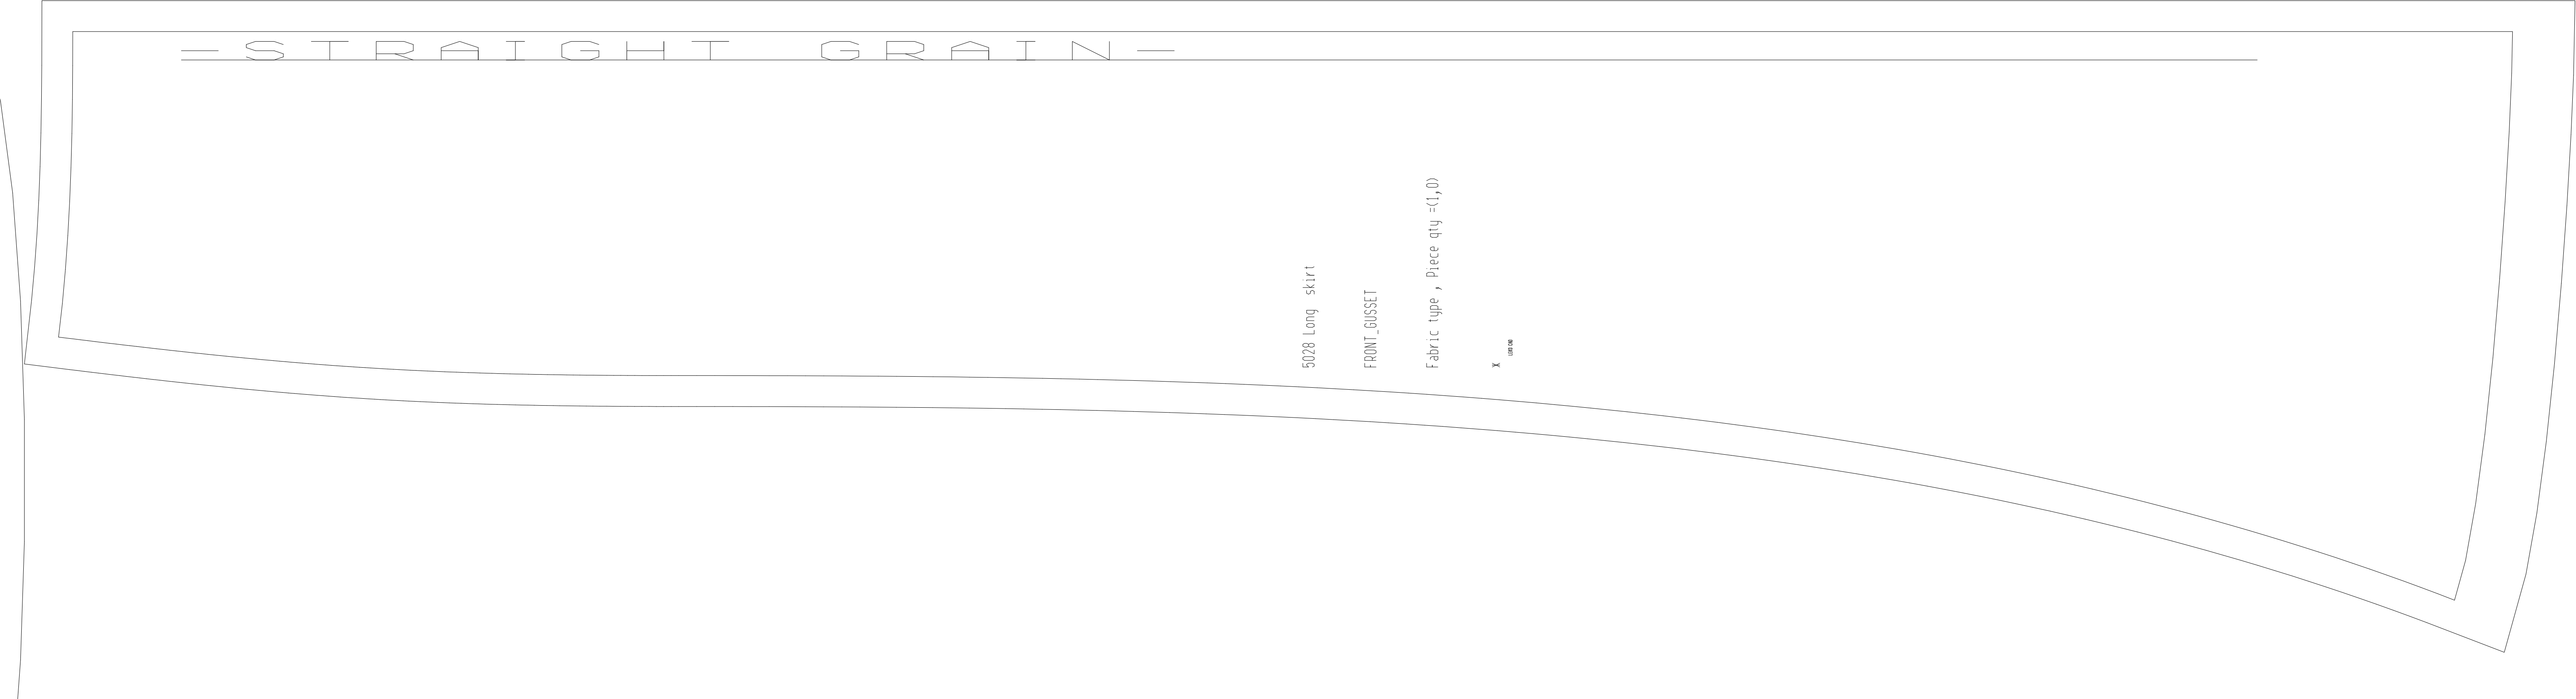 -STRAIGHT GRAIN-
5028 Long skirt
FRONT_GUSSET
Fabric type , Piece qty =(1,0)
X